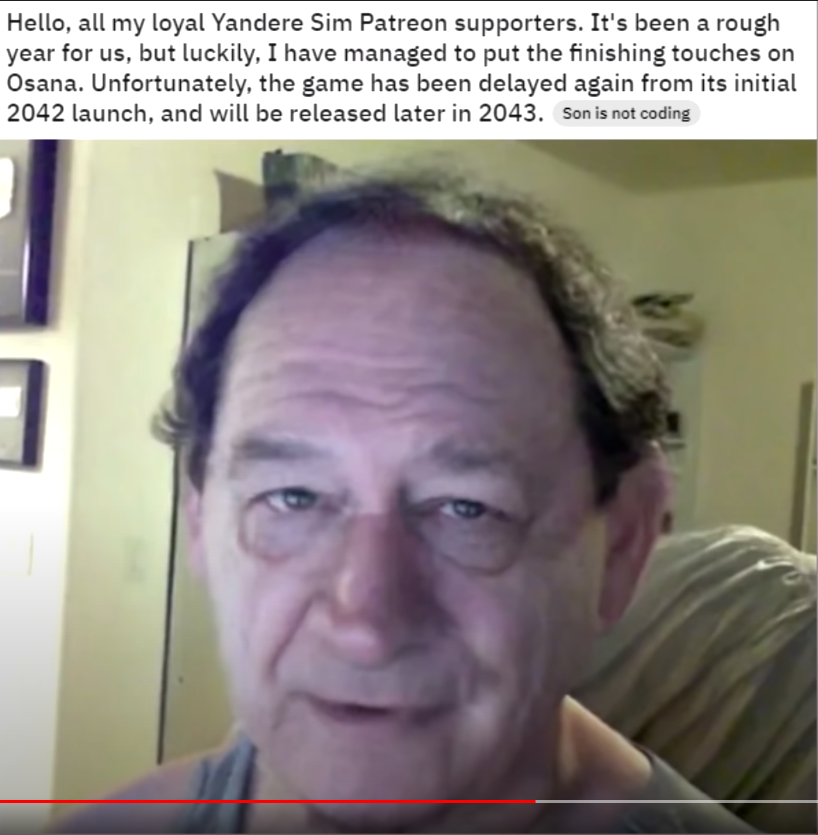 Hello, all my loyal Yandere Sim Patreon supporters. It's been a rough
year for us, but luckily, I have managed to put the finishing touches on
Osana. Unfortunately, the game has been delayed again from its initial
2042 launch, and will be released later in 2043. Son is not coding